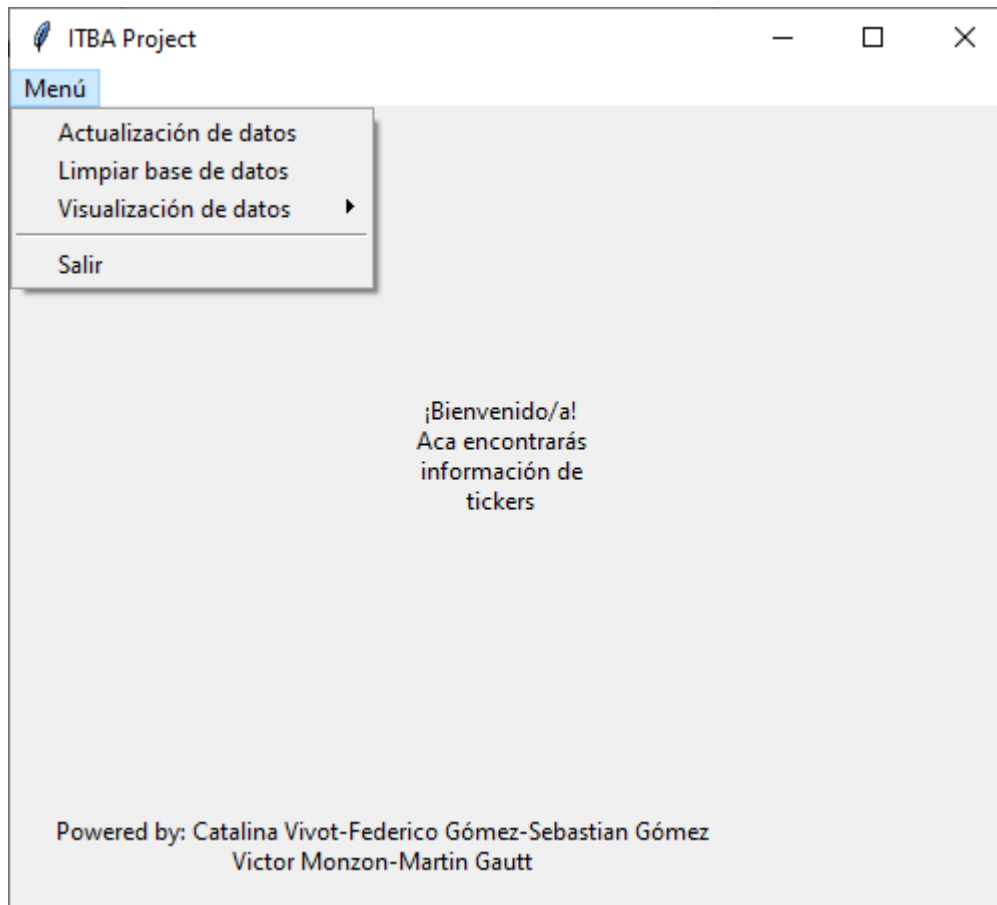 ITBA Project
Menú
Actualización de datos
Limpiar base de datos
Visualización de datos
Salir
¡Bienvenido/a!
Aca encontrarás
información de
tickers
Powered by: Catalina Vivot-Federico Gómez-Sebastian Gómez
Victor Monzon-Martin Gautt